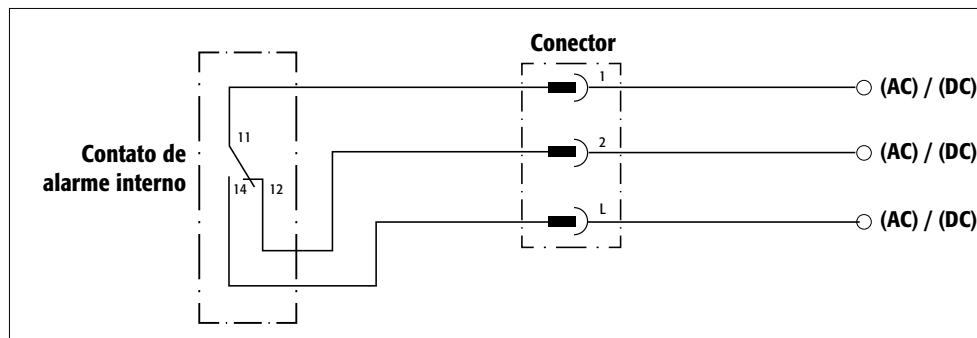 Conector
1
(AC) / (DC)
11
Contato de
alarme interno
2
(AC) / (DC)
14
12
L
(AC) / (DC)